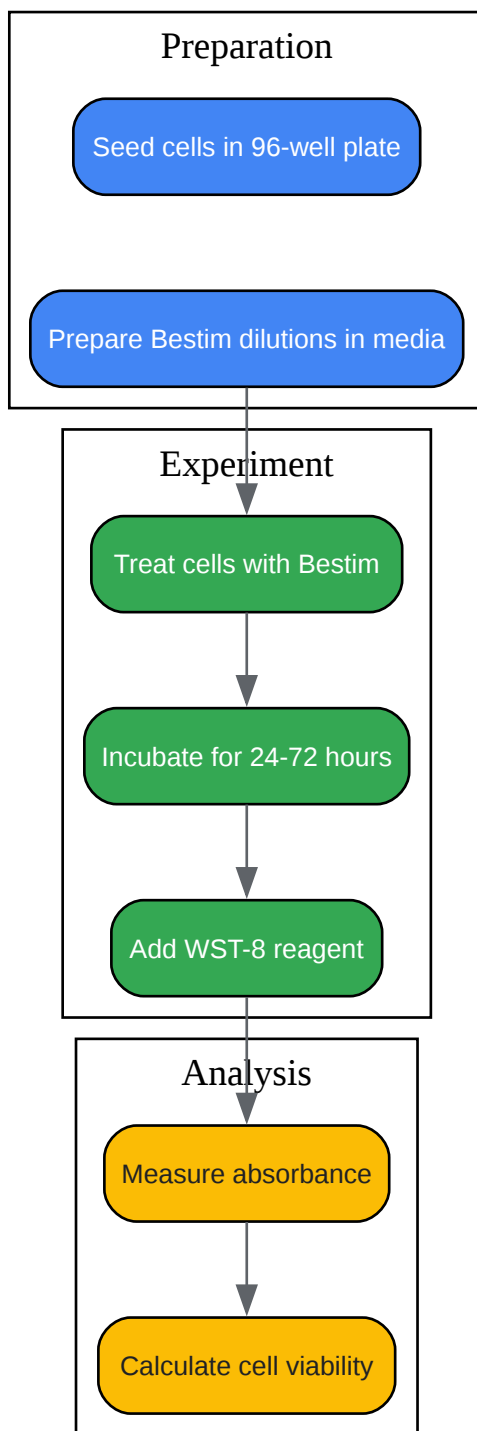 Preparation
Seed cells in 96-well plate
Prepare Bestim dilutions in media
Experiment
Treat cells with Bestim
Incubate for 24-72 hours
Add WST-8 reagent
Analysis
Measure absorbance
Calculate cell viability